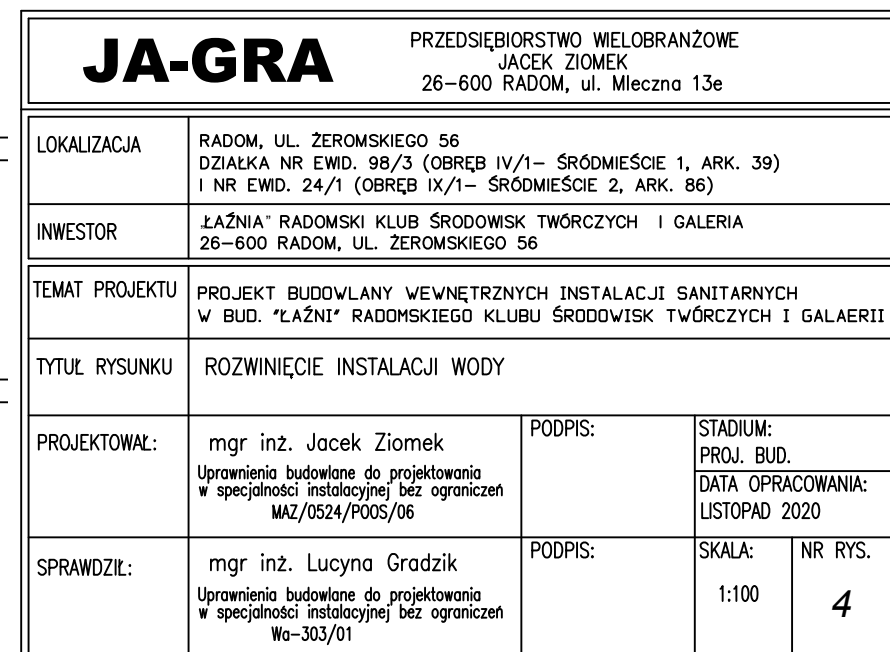 JA-GRA
PRZEDSIĘBIORSTWO WIELOBRANŻOWE
JACEK ZIOMEK
26-600 RADOM, ul. Mleczna 13e
LOKALIZACJA
RADOM, UL. ŻEROMSKIEGO 56
DZIAŁKA NR EWID. 98/3 (OBRĘB IV/1- ŚRÓDMIEŚCIE 1, ARK. 39)
I NR EWID. 24/1 (OBRĘB IX/1- ŚRÓDMIEŚCIE 2, ARK. 86)
INWESTOR
„ŁAŹNIA" RADOMSKI KLUB ŚRODOWISK TWÓRCZYCH I GALERIA
26-600 RADOM, UL. ŻEROMSKIEGO 56
TEMAT PROJEKTU
PROJEKT BUDOWLANY WEWNĘTRZNYCH INSTALACJI SANITARNYCH
W BUD. "ŁAŹNI" RADOMSKIEGO KLUBU ŚRODOWISK TWÓRCZYCH I GALAERII
TYTUŁ RYSUNKU
ROZWINIĘCIE INSTALACJI WODY
PROJEKTOWAŁ:
mgr inż. Jacek Ziomek
Uprawnienia budowlane do projektowania
w specjalności instalacyjnej bez ograniczeń
MAZ/0524/POOS/06
PODPIS:
STADIUM:
PROJ. BUD.
DATA OPRACOWANIA:
LISTOPAD 2020
SPRAWDZIŁ:
mgr inż. Lucyna Gradzik
Uprawnienia budowlane do projektowania
w specjalności instalacyjnej bez ograniczeń
Wa-303/01
PODPIS:
SKALA:
1:100
NR RYS.
4